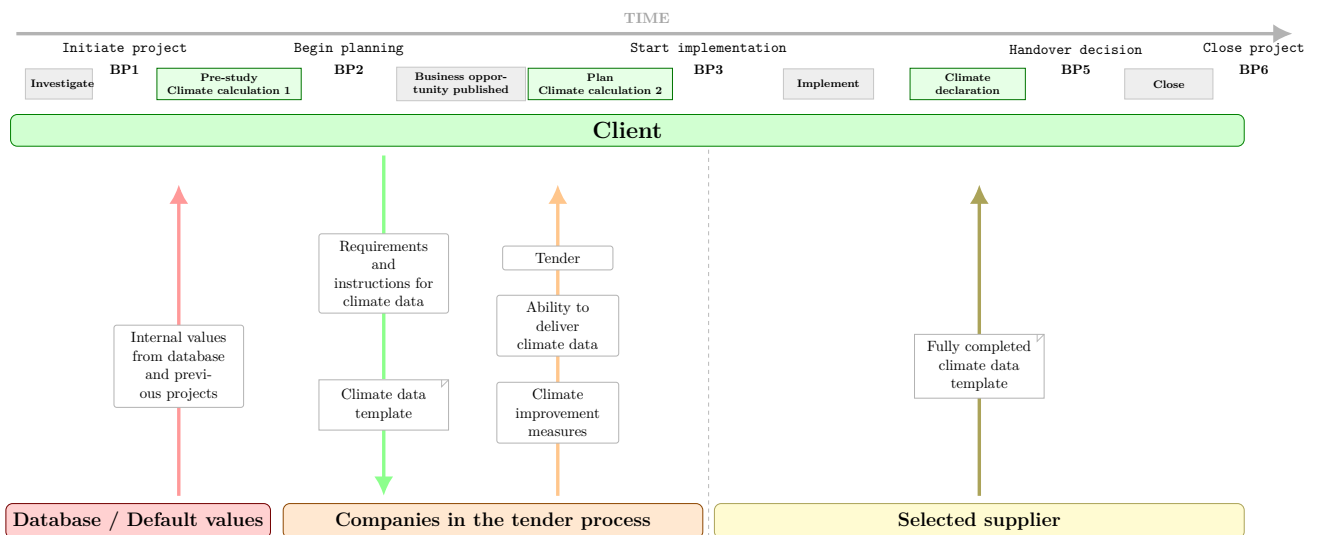 TIME
Initiate project
Begin planning
Start implementation
Handover decision
Close project
BP1
BP2
BP3
BP5
BP6
Investigate
Pre-study
Climate calculation 1
Business oppor-
tunity published
Plan
Climate calculation 2
Implement
Climate
declaration
Close
Client
Internal values
from database
and previ-
ous projects
Requirements
and
instructions for
climate data
Climate data
template
Tender
Ability to
deliver
climate data
Climate
improvement
measures
Fully completed
climate data
template
Database / Default values
Companies in the tender process
Selected supplier